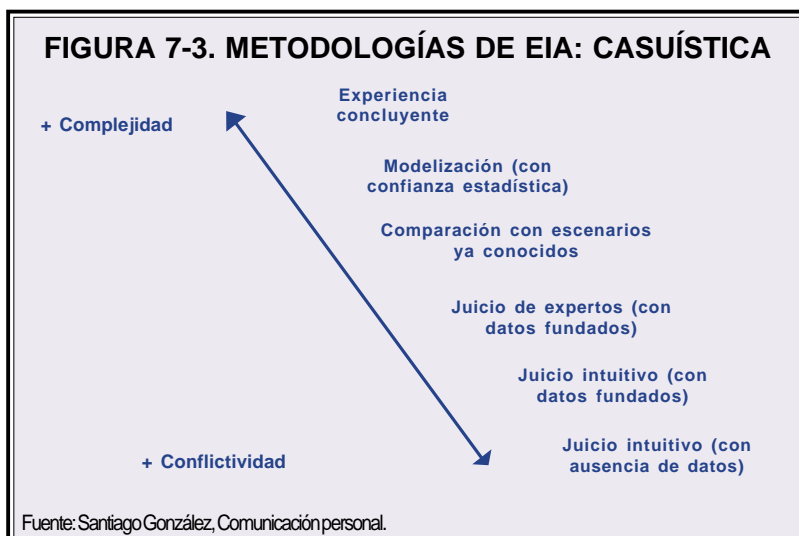 FIGURA 7-3. METODOLOGÍAS DE EIA: CASUÍSTICA
Experiencia
concluyente
+ Complejidad
Modelización (con
confianza estadística)
Comparación con escenarios
ya conocidos
Juicio de expertos (con
datos fundados)
Juicio intuitivo (con
datos fundados)
Juicio intuitivo (con
ausencia de datos)
+ Conflictividad
Fuente: Santiago González, Comunicación personal.